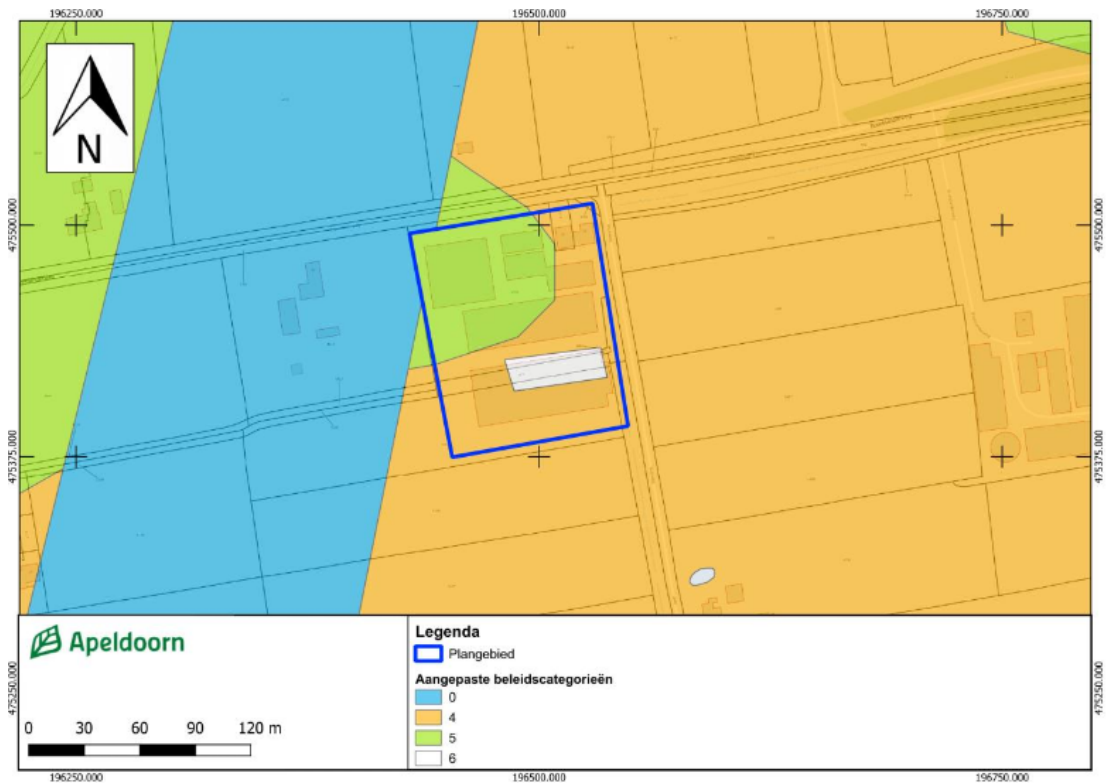 196250.000 196500.000 196750.000
N
475500.000 475500.000
475375.000 475375.000
475250.000 475250.000
Apeldoorn
0 30 60 90 120 m
Legenda
Plangebied
Aangepaste beleidscategorieën
0
4
5
6
196250.000 196500.000 196750.000